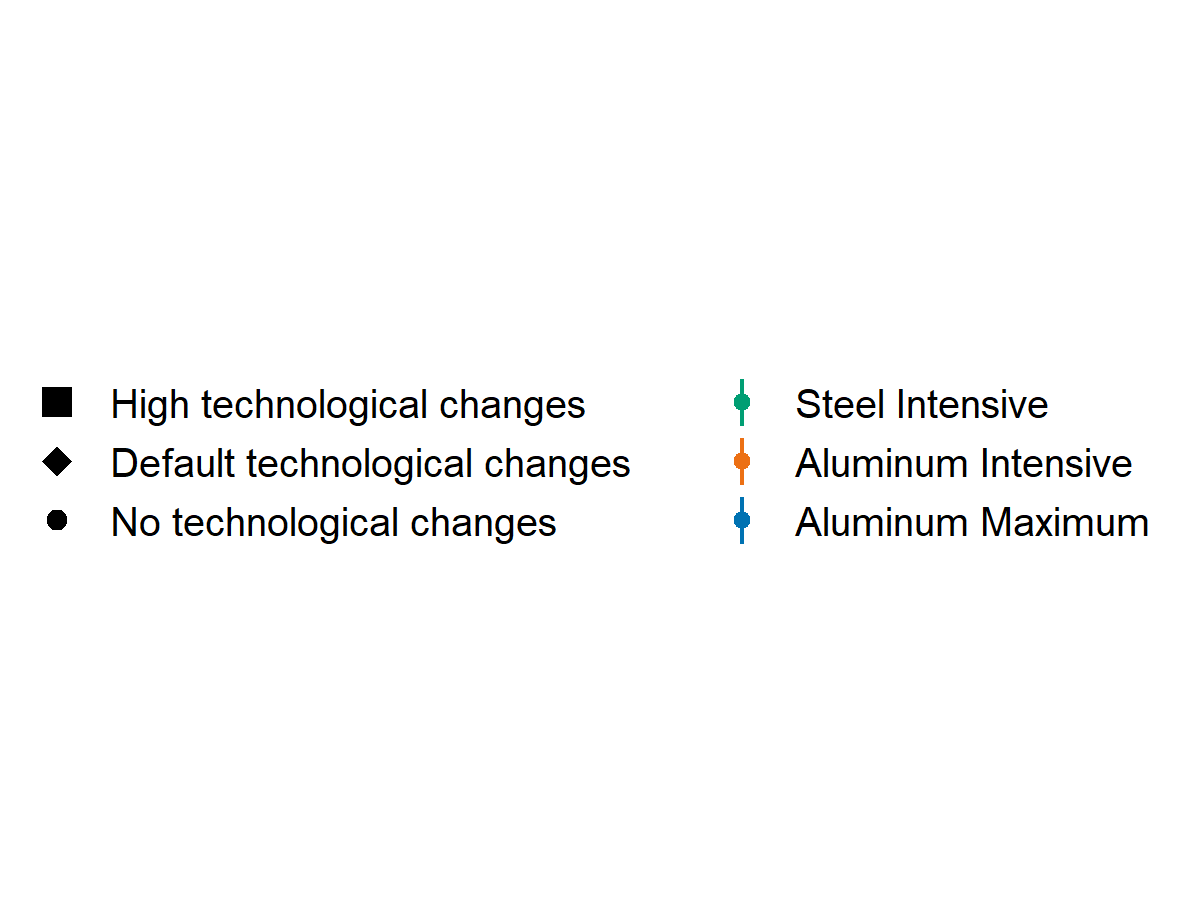 High technological changes
Default technological changes
No technological changes
Steel Intensive
Aluminum Intensive
Aluminum Maximum